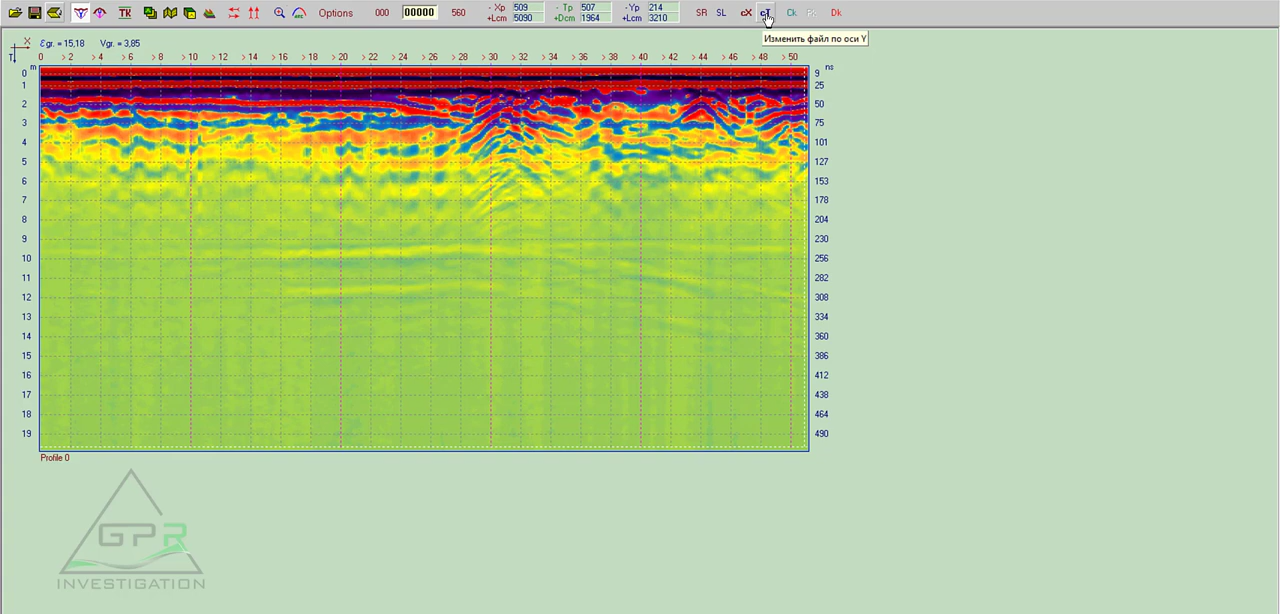 TK Options 000 00000 560 - Xp 509 - Tp 507 - Yp 214 SR SL cX cT Ck Dk
+Lcm 5090 +Dcm 1964 +Lcm 3210
Изменить файл по оси Y
X Ɛgr. = 15,18 Vgr. = 3,85
T
0 > 2 > 4 > 6 > 8 > 10 > 12 > 14 > 16 > 18 > 20 > 22 > 24 > 26 > 28 > 30 > 32 > 34 > 36 > 38 > 40 > 42 > 44 > 46 > 48 > 50
m ns
0 9
1 25
2 50
3 75
4 101
5 127
6 153
7 178
8 204
9 230
10 256
11 282
12 308
13 334
14 360
15 386
16 412
17 438
18 464
19 490
Profile 0
GPR
INVESTIGATION